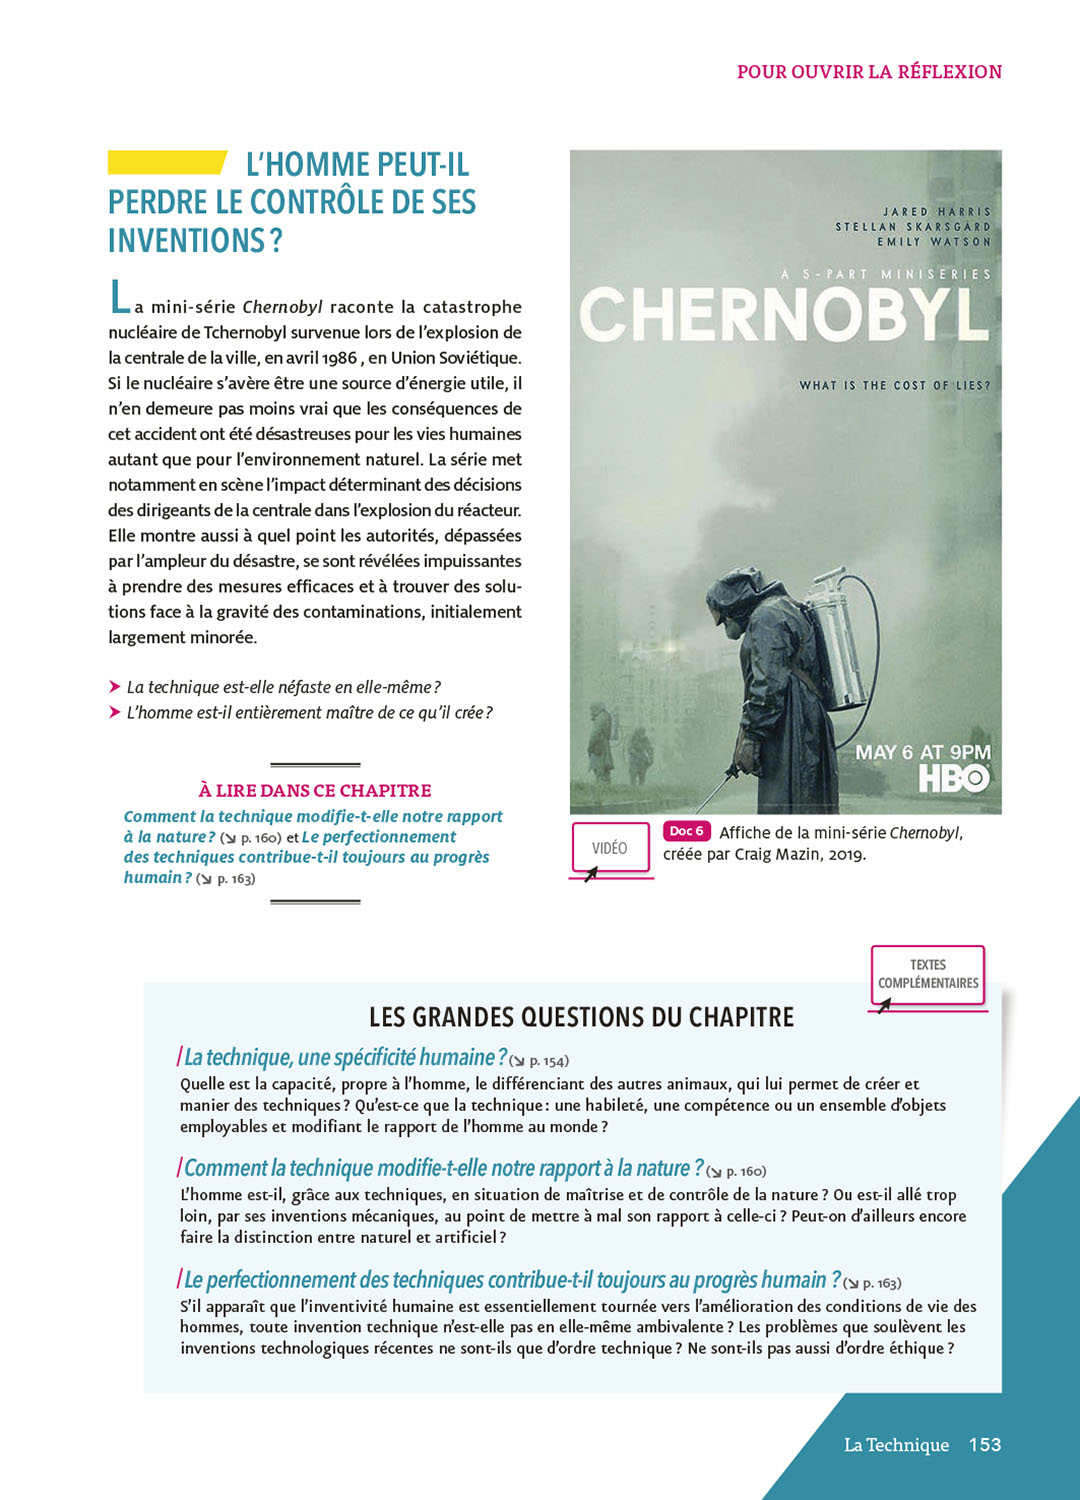 POUR OUVRIR LA RÉFLEXION
L’HOMME PEUT-IL
PERDRE LE CONTRÔLE DE SES
INVENTIONS ?
La mini-série Chernobyl raconte la catastrophe
nucléaire de Tchernobyl survenue lors de l’explosion de
la centrale de la ville, en avril 1986 , en Union Soviétique.
Si le nucléaire s’avère être une source d’énergie utile, il
n’en demeure pas moins vrai que les conséquences de
cet accident ont été désastreuses pour les vies humaines
autant que pour l’environnement naturel. La série met
notamment en scène l’impact déterminant des décisions
des dirigeants de la centrale dans l’explosion du réacteur.
Elle montre aussi à quel point les autorités, dépassées
par l’ampleur du désastre, se sont révélées impuissantes
à prendre des mesures efficaces et à trouver des solu-
tions face à la gravité des contaminations, initialement
largement minorée.
➤ La technique est-elle néfaste en elle-même ?
➤ L’homme est-il entièrement maître de ce qu’il crée ?
À LIRE DANS CE CHAPITRE
Comment la technique modifie-t-elle notre rapport
à la nature ? (↘ p. 160) et Le perfectionnement
des techniques contribue-t-il toujours au progrès
humain ? (↘ p. 163)
JARED HARRIS
STELLAN SKARSGÅRD
EMILY WATSON
A 5-PART MINISERIES
CHERNOBYL
WHAT IS THE COST OF LIES?
MAY 6 AT 9PM
HBO
VIDÉO
Doc 6 Affiche de la mini-série Chernobyl,
créée par Craig Mazin, 2019.
TEXTES
COMPLÉMENTAIRES
LES GRANDES QUESTIONS DU CHAPITRE
/ La technique, une spécificité humaine ? (↘ p. 154)
Quelle est la capacité, propre à l’homme, le différenciant des autres animaux, qui lui permet de créer et
manier des techniques ? Qu’est-ce que la technique : une habileté, une compétence ou un ensemble d’objets
employables et modifiant le rapport de l’homme au monde ?
/ Comment la technique modifie-t-elle notre rapport à la nature ? (↘ p. 160)
L’homme est-il, grâce aux techniques, en situation de maîtrise et de contrôle de la nature ? Ou est-il allé trop
loin, par ses inventions mécaniques, au point de mettre à mal son rapport à celle-ci ? Peut-on d’ailleurs encore
faire la distinction entre naturel et artificiel ?
/ Le perfectionnement des techniques contribue-t-il toujours au progrès humain ? (↘ p. 163)
S’il apparaît que l’inventivité humaine est essentiellement tournée vers l’amélioration des conditions de vie des
hommes, toute invention technique n’est-elle pas en elle-même ambivalente ? Les problèmes que soulèvent les
inventions technologiques récentes ne sont-ils que d’ordre technique ? Ne sont-ils pas aussi d’ordre éthique ?
La Technique 153